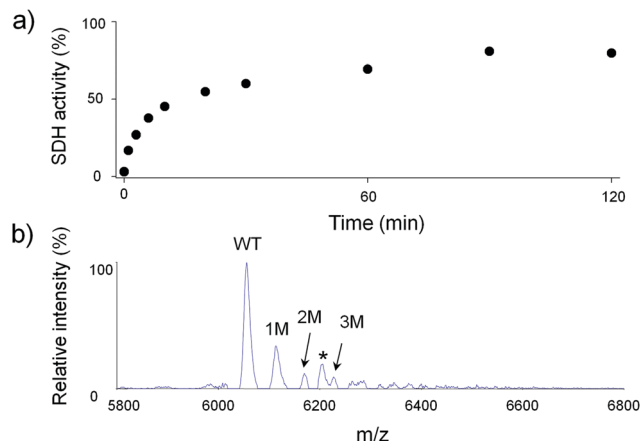 a)
SDH activity (%)
100
50
0
0
60
120
Time (min)
b)
Relative intensity (%)
100
0
WT
1M
2M
*
3M
5800
6000
6200
6400
6600
6800
m/z